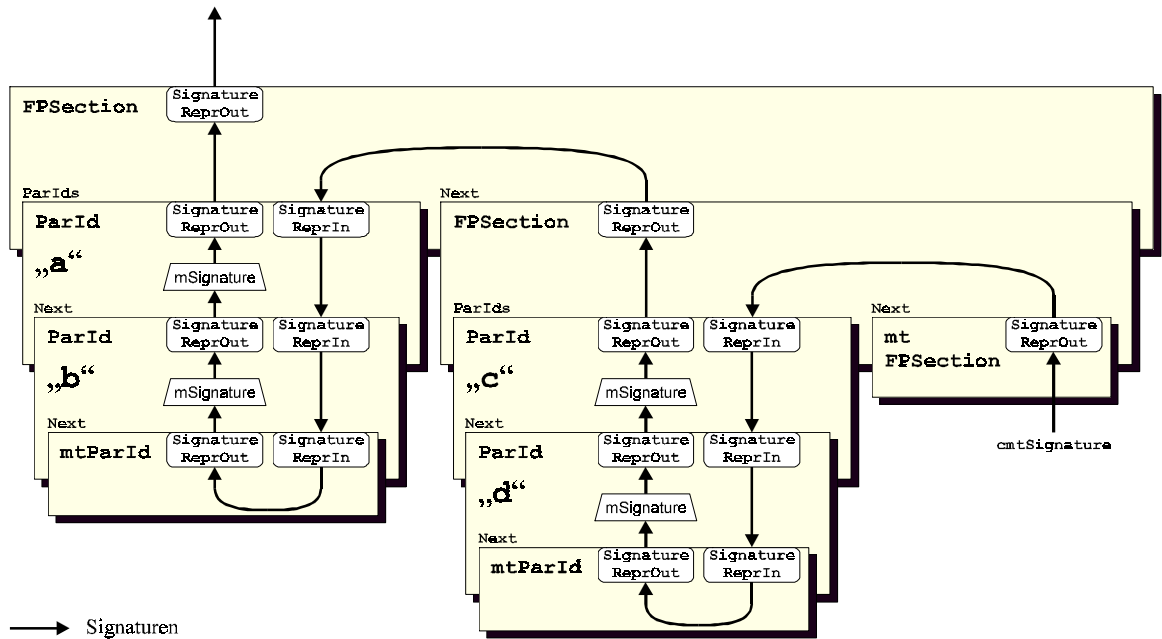 FPSection
Signature
ReprOut
ParIds
ParId
Signature
ReprOut
Signature
ReprIn
„a“
mSignature
Next
ParId
Signature
ReprOut
Signature
ReprIn
„b“
mSignature
Next
mtParId
Signature
ReprOut
Signature
ReprIn
Next
FPSection
Signature
ReprOut
ParIds
ParId
Signature
ReprOut
Signature
ReprIn
„c“
mSignature
Next
ParId
Signature
ReprOut
Signature
ReprIn
„d“
mSignature
Next
mtParId
Signature
ReprOut
Signature
ReprIn
Next
mt
FPSection
Signature
ReprOut
cmtSignature
Signaturen